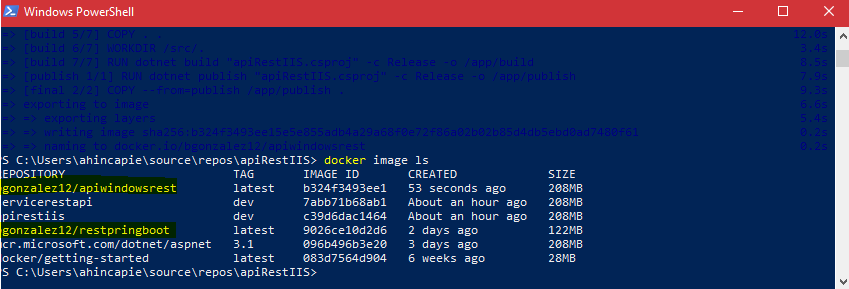 Windows PowerShell
=> [build 5/7] COPY . .    12.0s
=> [build 6/7] WORKDIR /src/.    3.4s
=> [build 7/7] RUN dotnet build "apiRestIIS.csproj" -c Release -o /app/build    8.5s
=> [publish 1/1] RUN dotnet publish "apiRestIIS.csproj" -c Release -o /app/publish    7.9s
=> [final 2/2] COPY --from=publish /app/publish .    9.3s
=> exporting to image    6.6s
=> => exporting layers    5.4s
=> => writing image    0.2s
=> => naming to docker.io/bgonzalez12/apiwindowsrest    0.2s
S C:\Users\ahincapie\source\repos\apiRestIIS> docker image ls
EPOSITORY    TAG    IMAGE ID    CREATED    SIZE
gonzalez12/apiwindowsrest    latest    b324f3493ee1    53 seconds ago    208MB
ervicerestapi    dev    7abb71b68ab1    About an hour ago    208MB
pirestiis    dev    c39d6dac1464    About an hour ago    208MB
gonzalez12/restpringboot    latest    9026ce10d2d6    2 days ago    122MB
cr.microsoft.com/dotnet/aspnet    3.1    096b496b3e20    3 days ago    208MB
ocker/getting-started    latest    083d7564d904    6 weeks ago    28MB
S C:\Users\ahincapie\source\repos\apiRestIIS>